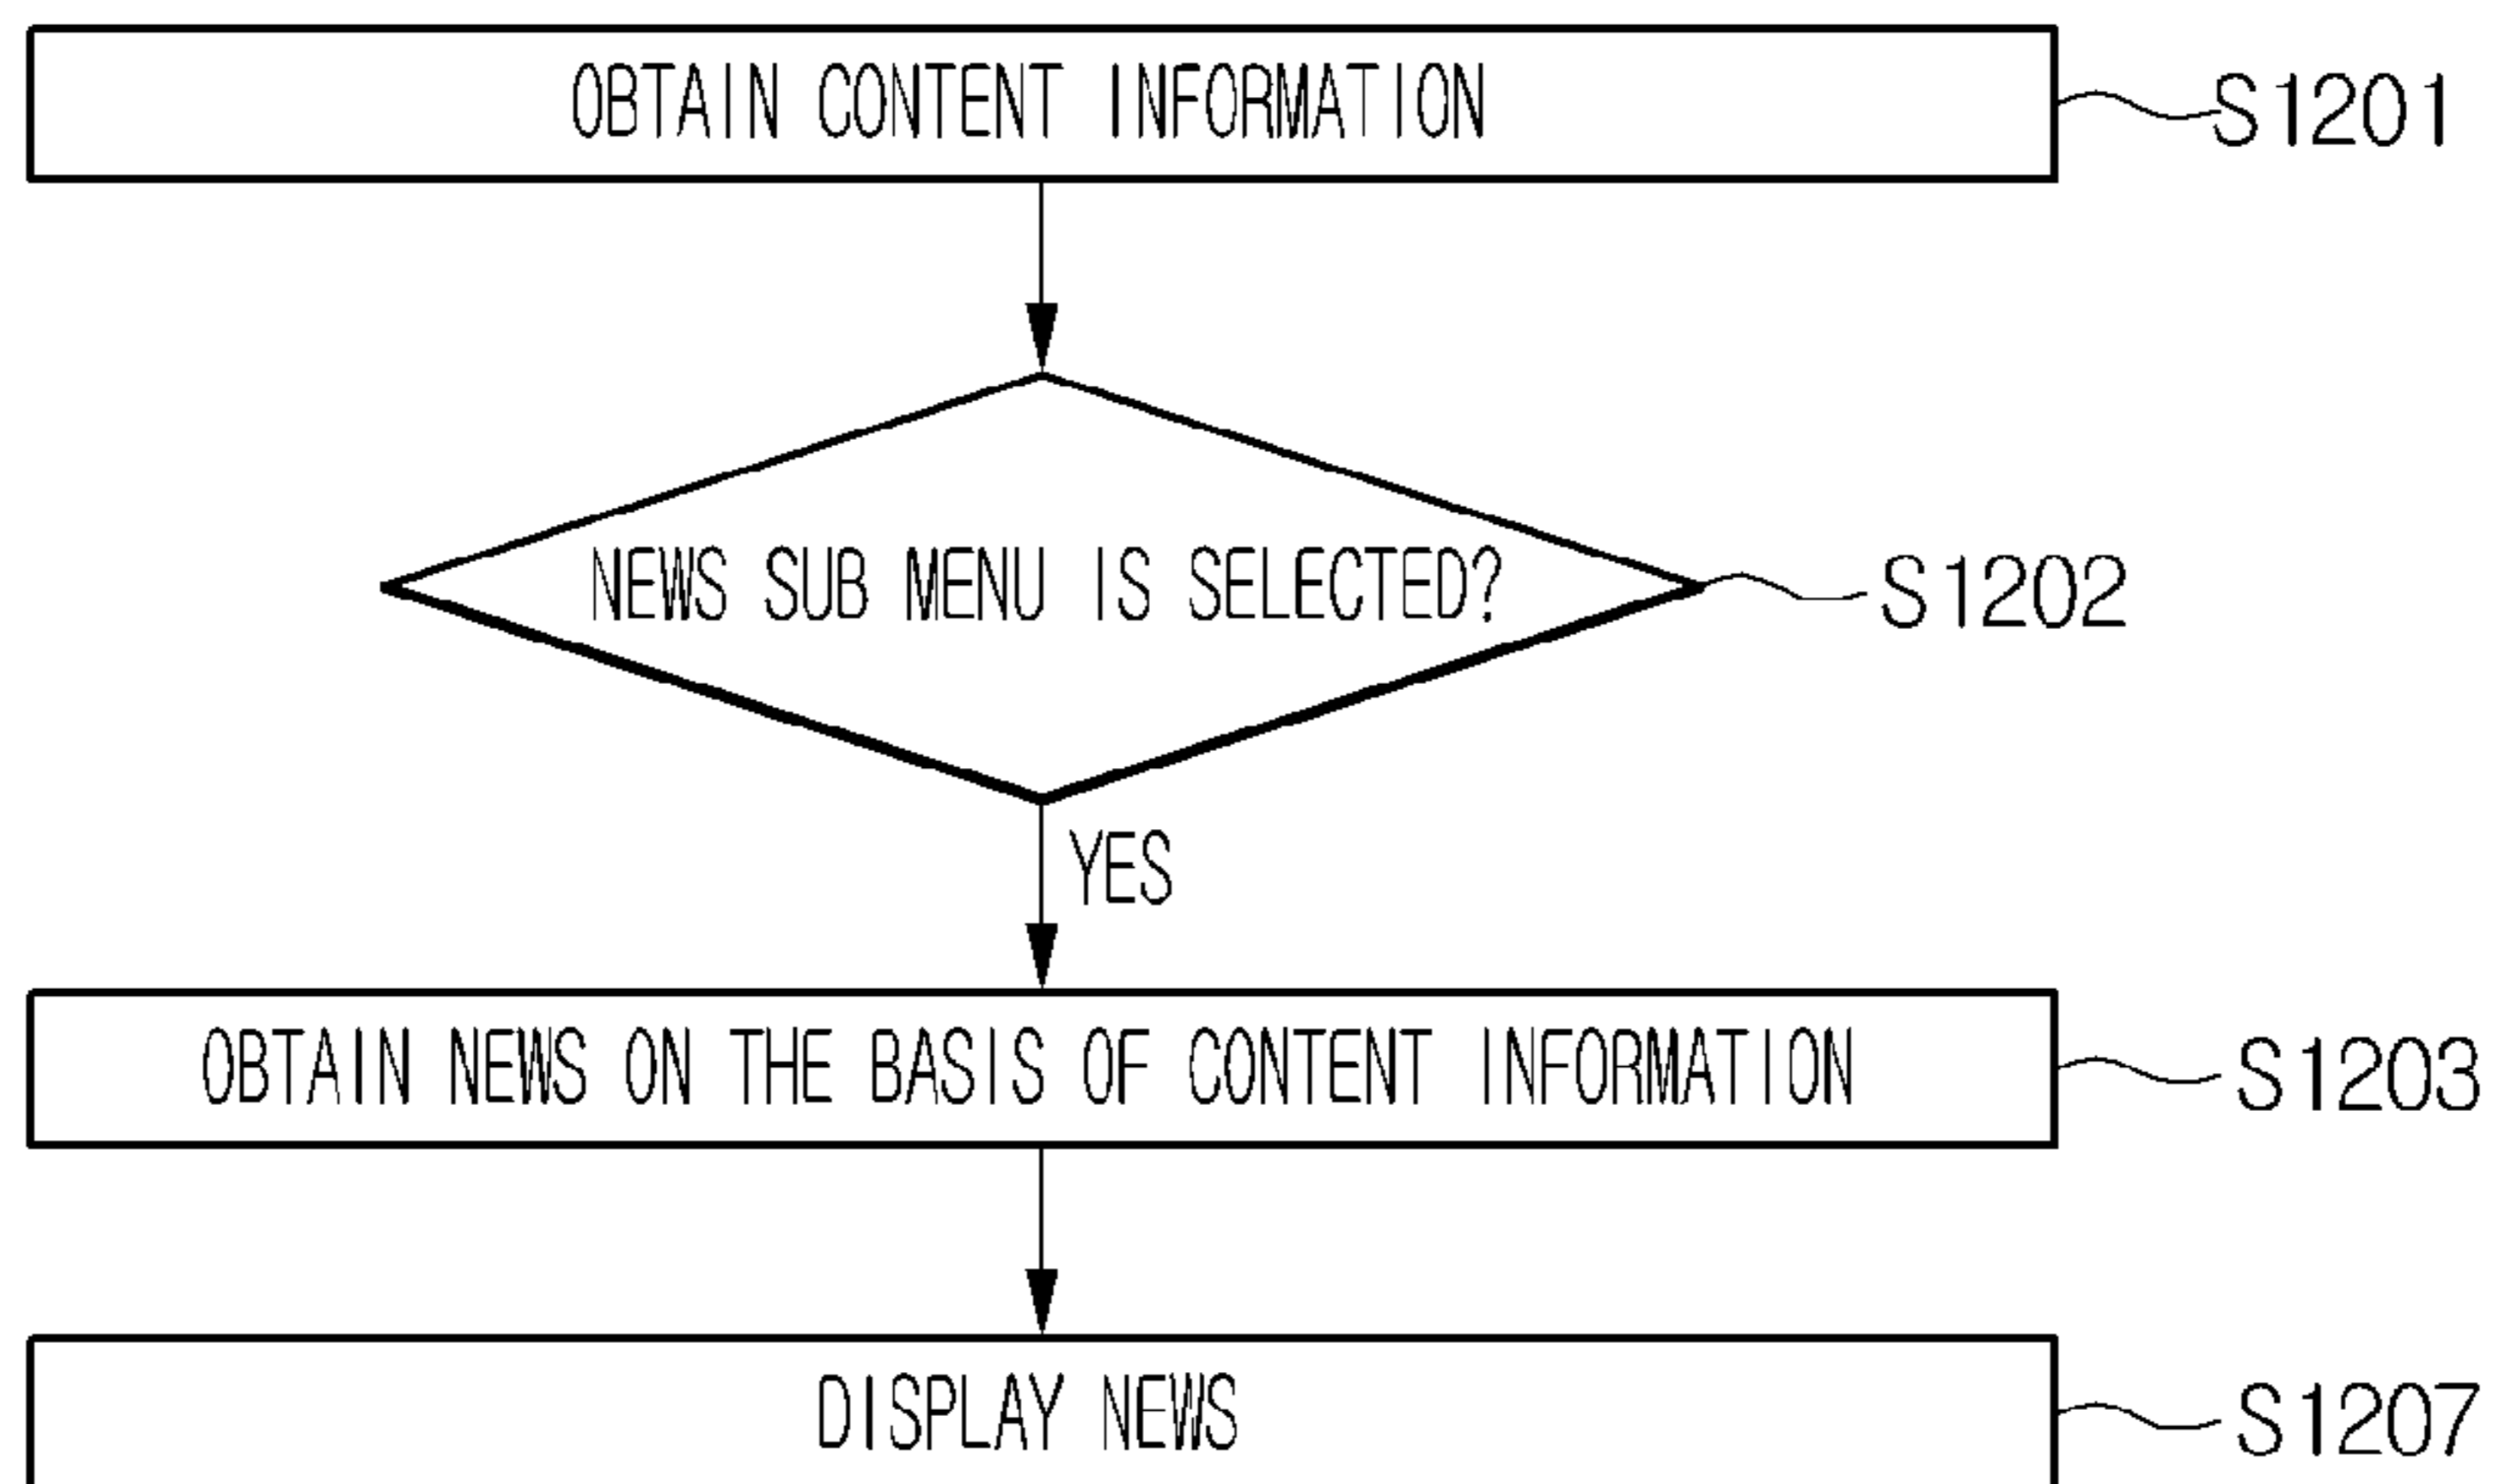 OBTAIN CONTENT INFORMATION
S1201
NEWS SUB MENU IS SELECTED?
S1202
YES
OBTAIN NEWS ON THE BASIS OF CONTENT INFORMATION
S1203
DISPLAY NEWS
S1207